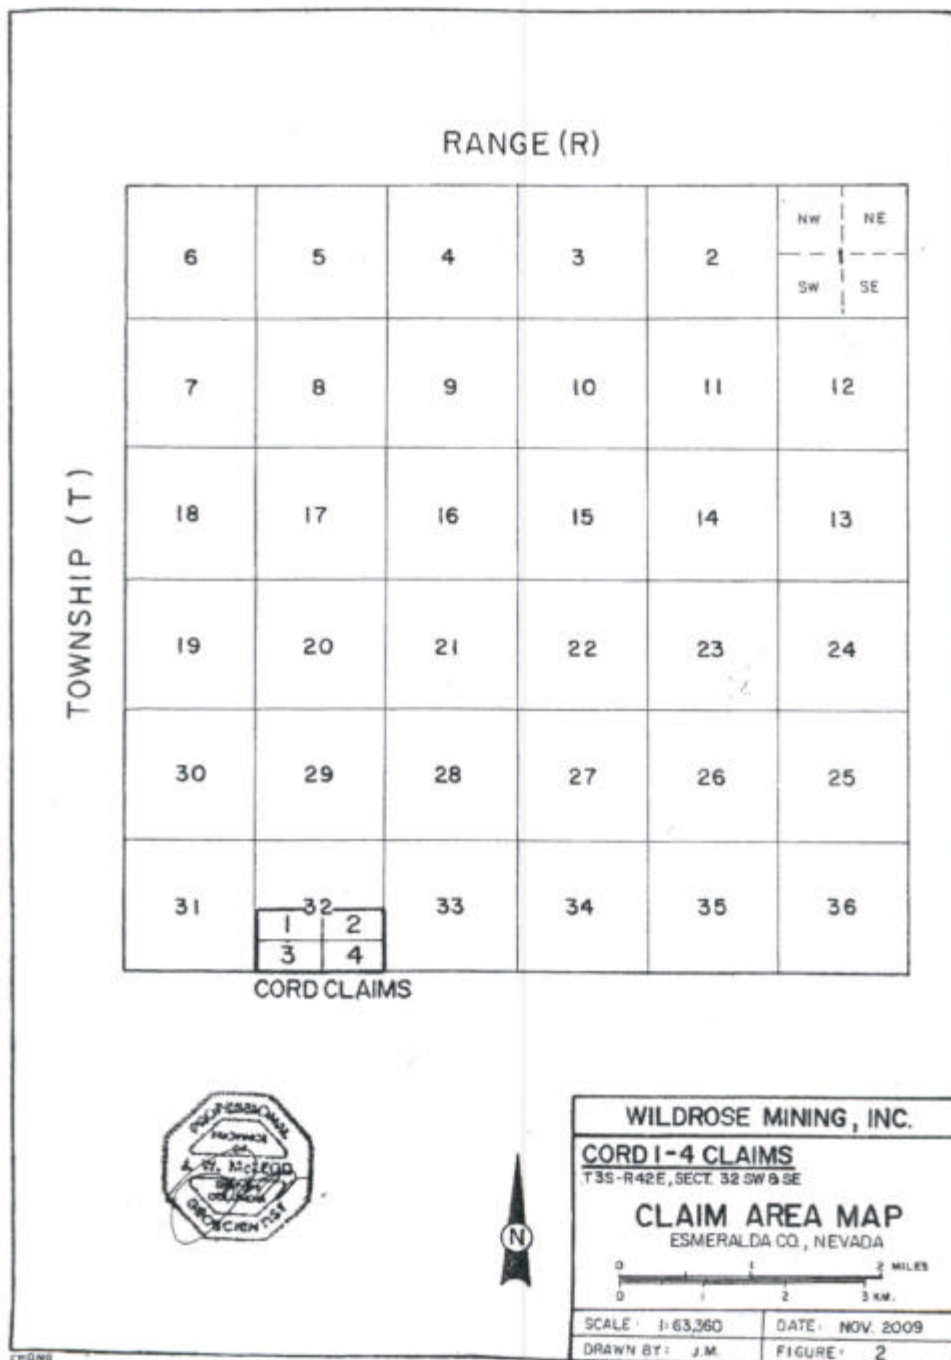 RANGE (R)
TOWNSHIP (T)
6 5 4 3 2 NW NE
SW SE
7 8 9 10 11 12
18 17 16 15 14 13
19 20 21 22 23 24
30 29 28 27 26 25
31 32 33 34 35 36
1 2
3 4
CORD CLAIMS
PROFESSIONAL
OF
W. McLEOD
GEOSCIENTIST
N
WILDROSE MINING, INC.
CORD 1-4 CLAIMS
T3S-R42E, SECT. 32 SW & SE
CLAIM AREA MAP
ESMERALDA CO., NEVADA
0 1 2 MILES
0 1 2 3 KM.
SCALE: 1:63,360 DATE: NOV. 2009
DRAWN BY: J.M. FIGURE: 2